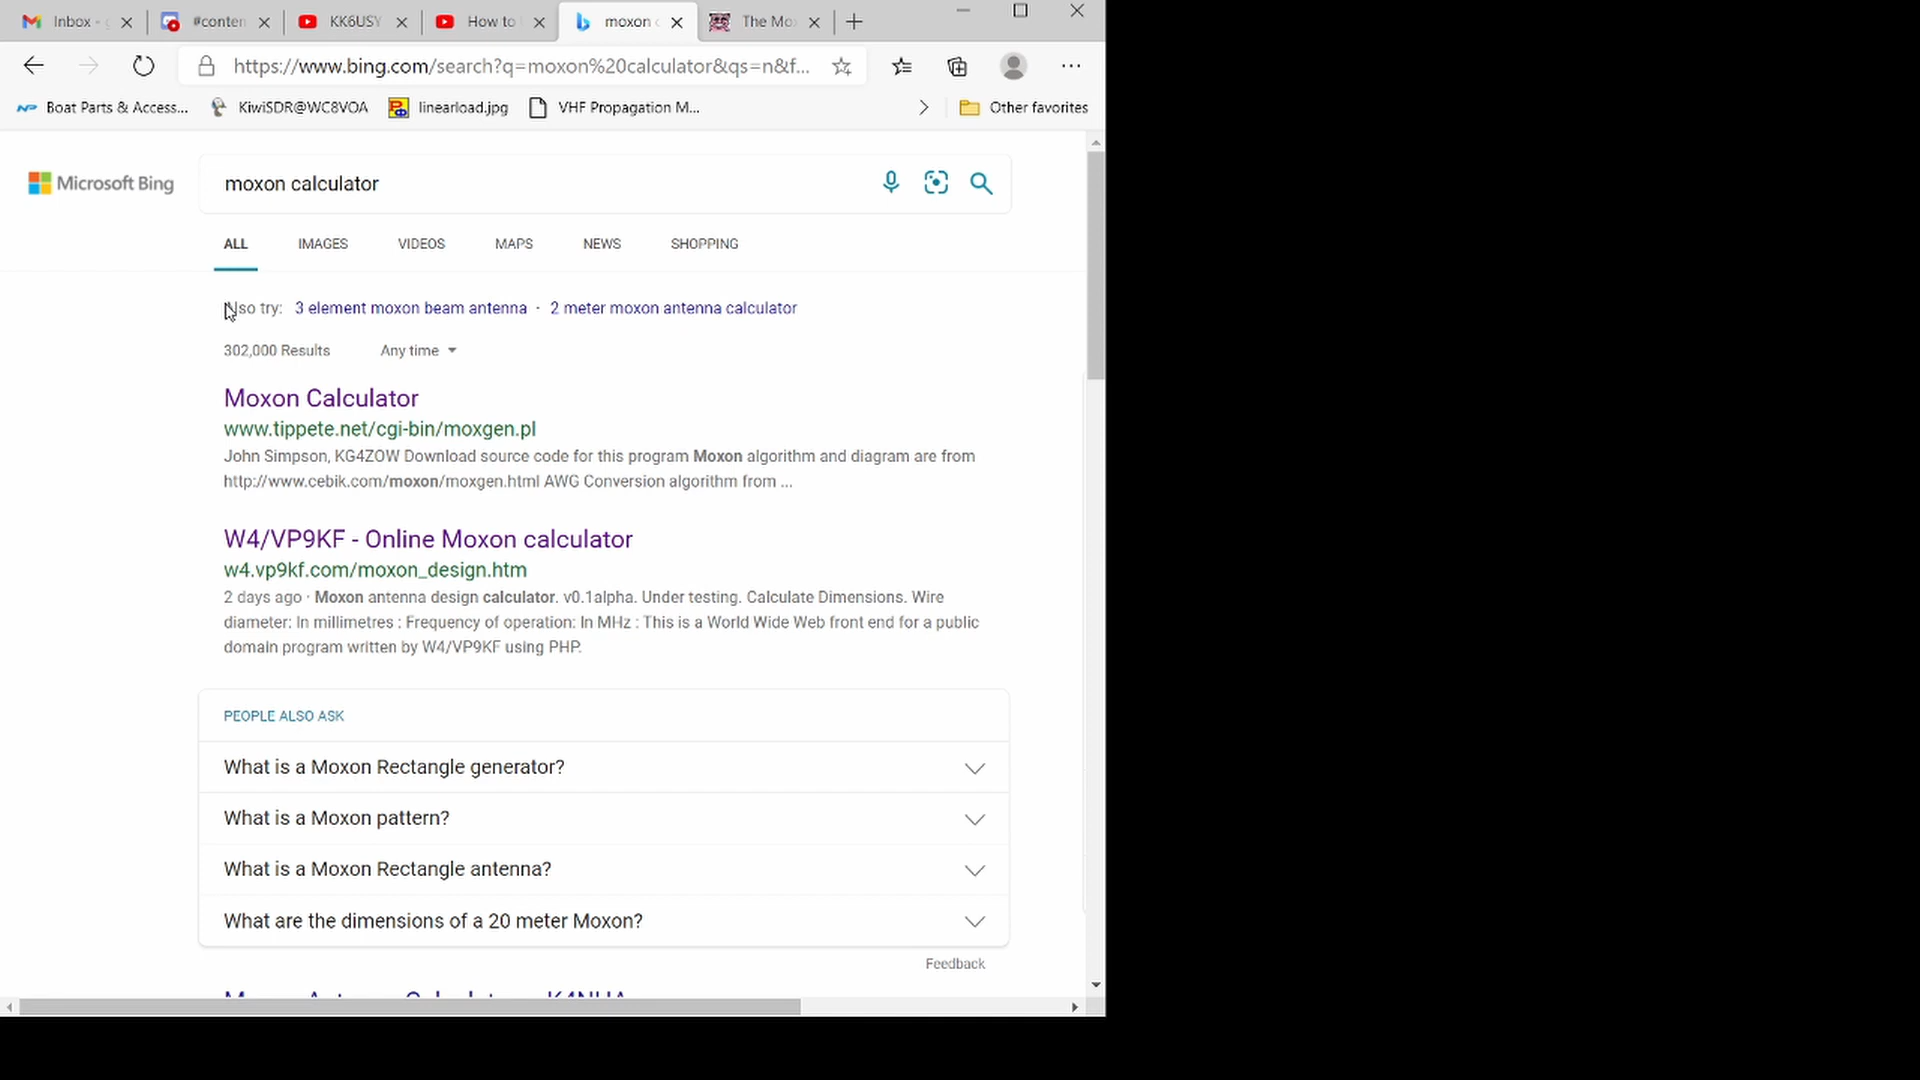 Inbox -
#conten
KK6USY
How to
moxon c
The Mo
https://www.bing.com/search?q=moxon%20calculator&qs=n&f...
Boat Parts & Access...
KiwiSDR@WC8VOA
linearload.jpg
VHF Propagation M...
Other favorites
Microsoft Bing
moxon calculator
ALL
IMAGES
VIDEOS
MAPS
NEWS
SHOPPING
Also try: 3 element moxon beam antenna · 2 meter moxon antenna calculator
302,000 Results
Any time
Moxon Calculator
www.tippete.net/cgi-bin/moxgen.pl
John Simpson, KG4ZOW Download source code for this program Moxon algorithm and diagram are from
http://www.cebik.com/moxon/moxgen.html AWG Conversion algorithm from ...
W4/VP9KF - Online Moxon calculator
w4.vp9kf.com/moxon_design.htm
2 days ago · Moxon antenna design calculator. v0.1alpha. Under testing. Calculate Dimensions. Wire
diameter: In millimetres : Frequency of operation: In MHz : This is a World Wide Web front end for a public
domain program written by W4/VP9KF using PHP.
PEOPLE ALSO ASK
What is a Moxon Rectangle generator?
What is a Moxon pattern?
What is a Moxon Rectangle antenna?
What are the dimensions of a 20 meter Moxon?
Feedback